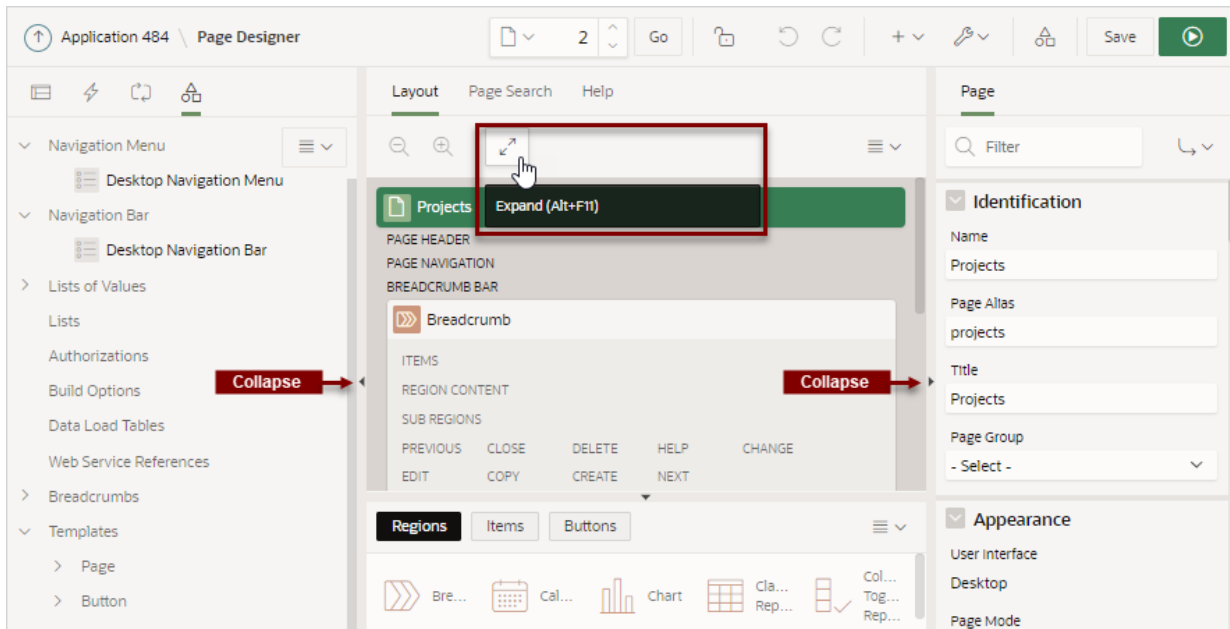 Application 484 \ Page Designer
2
Go
Save
Layout
Page Search
Help
Page
Navigation Menu
Desktop Navigation Menu
Navigation Bar
Desktop Navigation Bar
Lists of Values
Lists
Authorizations
Build Options
Data Load Tables
Web Service References
Breadcrumbs
Templates
Page
Button
Collapse
Expand (Alt+F11)
Projects
PAGE HEADER
PAGE NAVIGATION
BREADCRUMB BAR
Breadcrumb
ITEMS
REGION CONTENT
SUB REGIONS
PREVIOUS CLOSE DELETE HELP CHANGE
EDIT COPY CREATE NEXT
Collapse
Regions
Items
Buttons
Bre...
Cal...
Chart
Cla...
Rep...
Col...
Tog...
Rep...
Filter
Identification
Name
Projects
Page Alias
projects
Title
Projects
Page Group
- Select -
Appearance
User Interface
Desktop
Page Mode